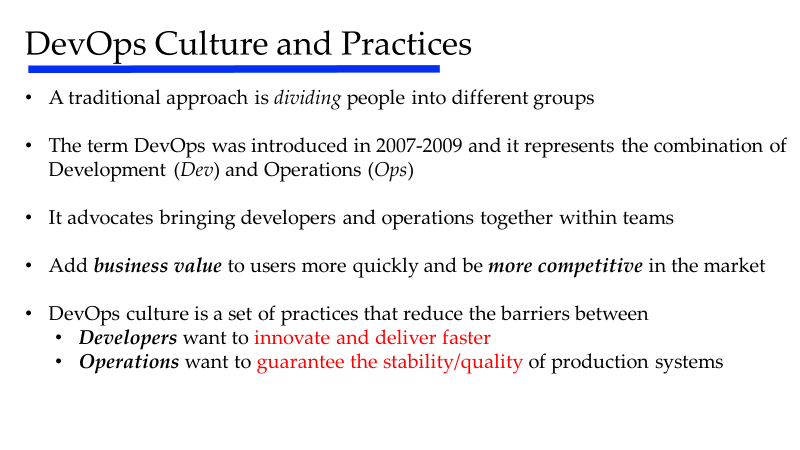 DevOps Culture and Practices
• A traditional approach is dividing people into different groups
• The term DevOps was introduced in 2007-2009 and it represents the combination of
Development (Dev) and Operations (Ops)
• It advocates bringing developers and operations together within teams
• Add business value to users more quickly and be more competitive in the market
• DevOps culture is a set of practices that reduce the barriers between
• Developers want to innovate and deliver faster
• Operations want to guarantee the stability/quality of production systems